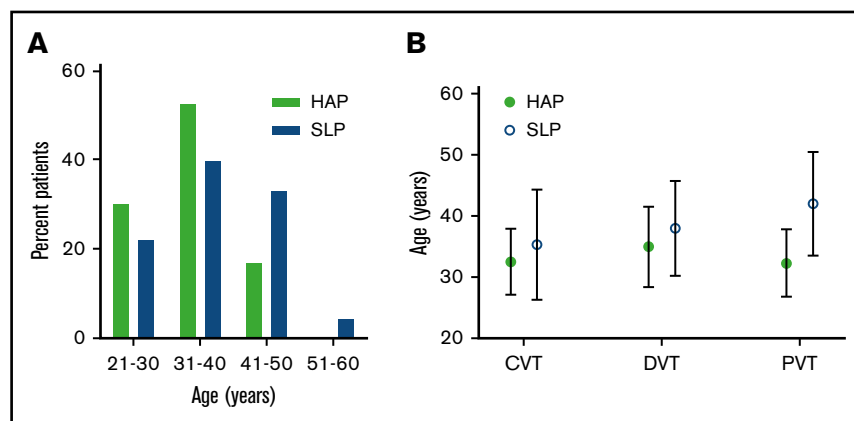 A
Percent patients
60
40
20
0
HAP
SLP
21-30 31-40 41-50 51-60
Age (years)
B
Age (years)
60
50
40
30
20
HAP
SLP
CVT DVT PVT